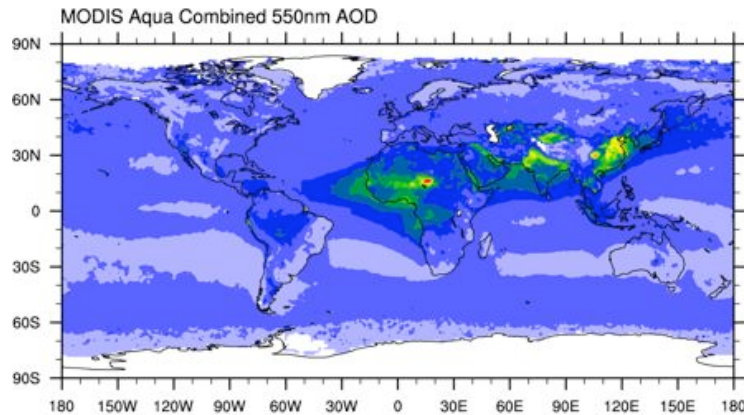 MODIS Aqua Combined 550nm AOD
90N
60N
30N
0
30S
60S
90S
180 150W 120W 90W 60W 30W 0 30E 60E 90E 120E 150E 180